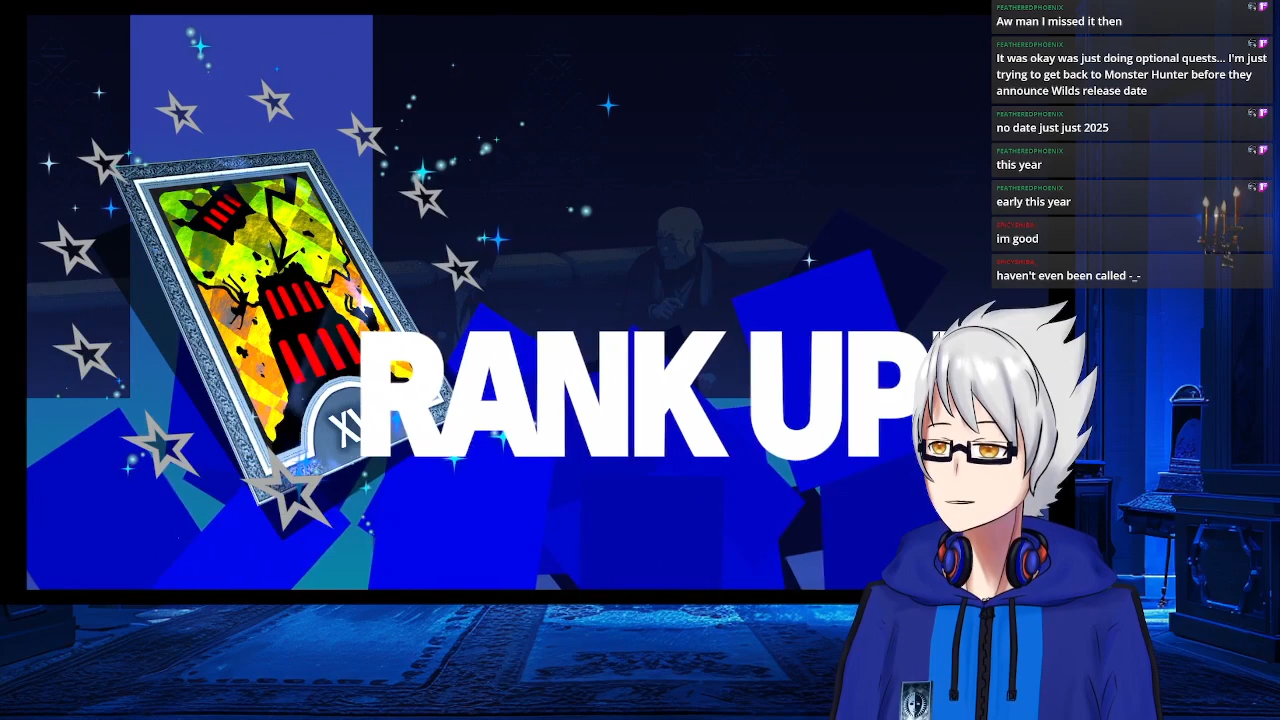 FEATHEREDPHOENIX
Aw man I missed it then
FEATHEREDPHOENIX
It was okay was just doing optional quests... I'm just
trying to get back to Monster Hunter before they
announce Wilds release date
FEATHEREDPHOENIX
no date just just 2025
FEATHEREDPHOENIX
this year
FEATHEREDPHOENIX
early this year
im good
haven't even been called -_-
RANK UP